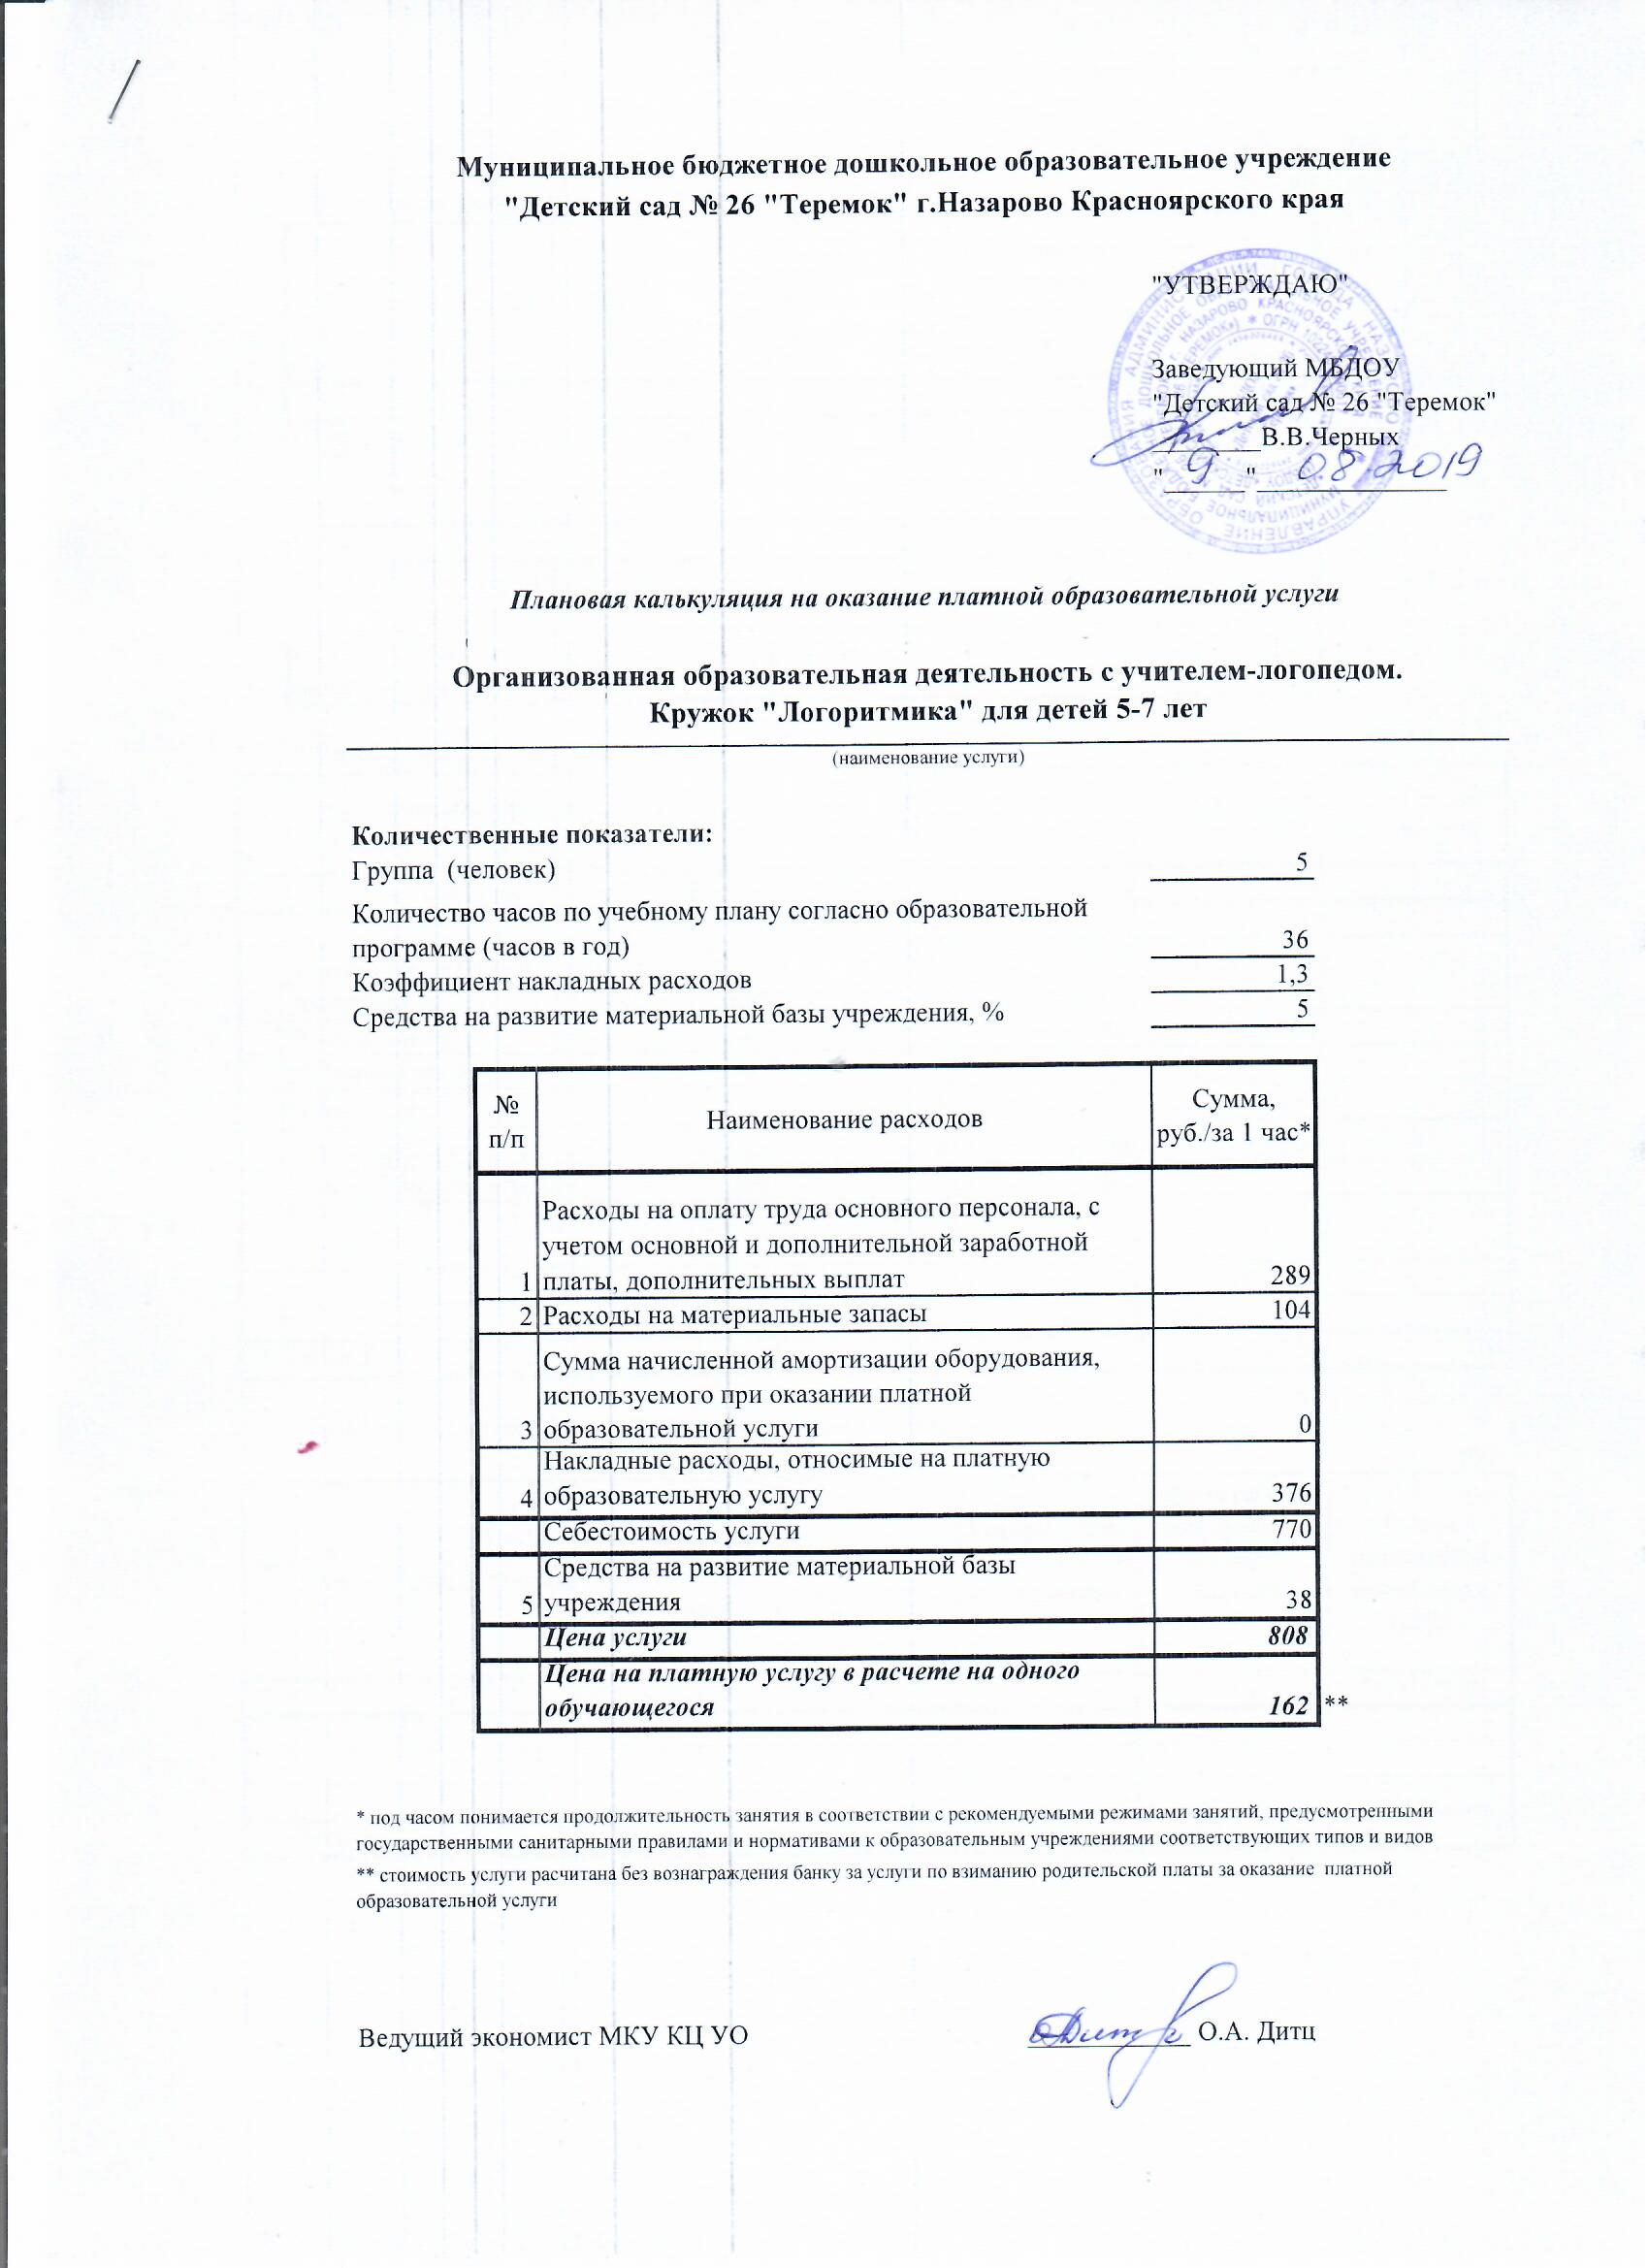 Муниципальное бюджетное дошкольное образовательное учреждение
"Детский сад № 26 "Теремок" г.Назарово Красноярского края
"УТВЕРЖДАЮ"
Заведующий МБДОУ
"Детский сад № 26 "Теремок"
________В.В.Черных
" 9 " 08.2019
Плановая калькуляция на оказание платной образовательной услуги
Организованная образовательная деятельность с учителем-логопедом.
Кружок "Логоритмика" для детей 5-7 лет
(наименование услуги)
Количественные показатели:
Группа (человек) 5
Количество часов по учебному плану согласно образовательной
программе (часов в год) 36
Коэффициент накладных расходов 1,3
Средства на развитие материальной базы учреждения, % 5
№ п/п Наименование расходов Сумма, руб./за 1 час*
Расходы на оплату труда основного персонала, с
учетом основной и дополнительной заработной
1 платы, дополнительных выплат 289
2 Расходы на материальные запасы 104
Сумма начисленной амортизации оборудования,
используемого при оказании платной
3 образовательной услуги 0
Накладные расходы, относимые на платную
4 образовательную услугу 376
Себестоимость услуги 770
Средства на развитие материальной базы
5 учреждения 38
Цена услуги 808
Цена на платную услугу в расчете на одного
обучающегося 162 **
* под часом понимается продолжительность занятия в соответствии с рекомендуемыми режимами занятий, предусмотренными
государственными санитарными правилами и нормативами к образовательным учреждениями соответствующих типов и видов
** стоимость услуги расчитана без вознаграждения банку за услуги по взиманию родительской платы за оказание платной
образовательной услуги
Ведущий экономист МКУ КЦ УО ____________ О.А. Дитц